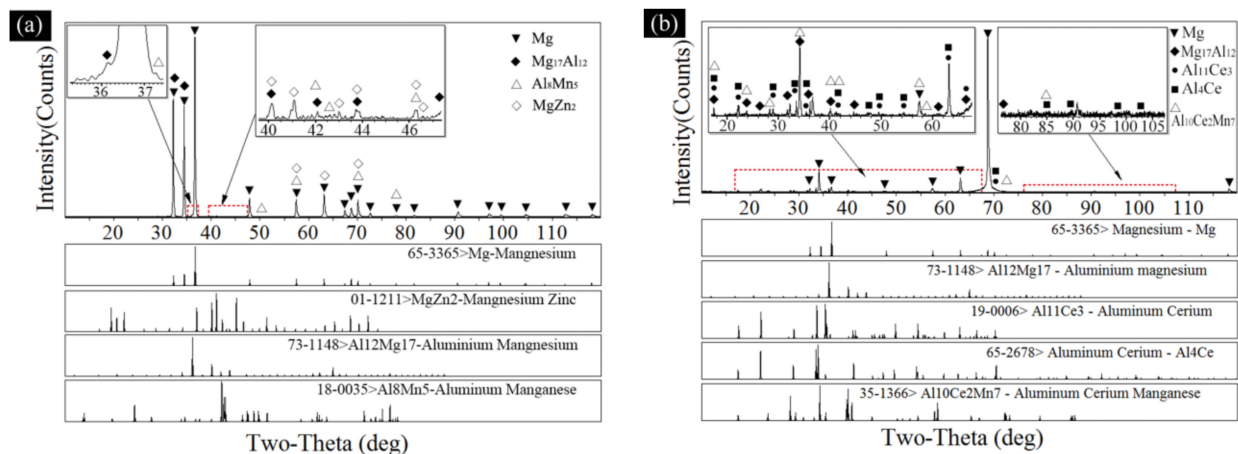 (a)
Intensity(Counts)
36 37
40 42 44 46
Mg
Mg17Al12
Al8Mn5
MgZn2
10 20 30 40 50 60 70 80 90 100 110
65-3365>Mg-Mangnesium
01-1211>MgZn2-Mangnesium Zinc
73-1148>Al12Mg17-Aluminium Mangnesium
18-0035>Al8Mn5-Aluminum Manganese
Two-Theta (deg)
(b)
Intensity(Counts)
20 30 40 50 60
80 85 90 95 100 105
Mg
Mg17Al12
Al11Ce3
Al4Ce
Al10Ce2Mn7
20 30 40 50 60 70 80 90 100 110
65-3365> Magnesium - Mg
73-1148> Al12Mg17 - Aluminium magnesium
19-0006> Al11Ce3 - Aluminum Cerium
65-2678> Aluminum Cerium - Al4Ce
35-1366> Al10Ce2Mn7 - Aluminum Cerium Manganese
Two-Theta (deg)